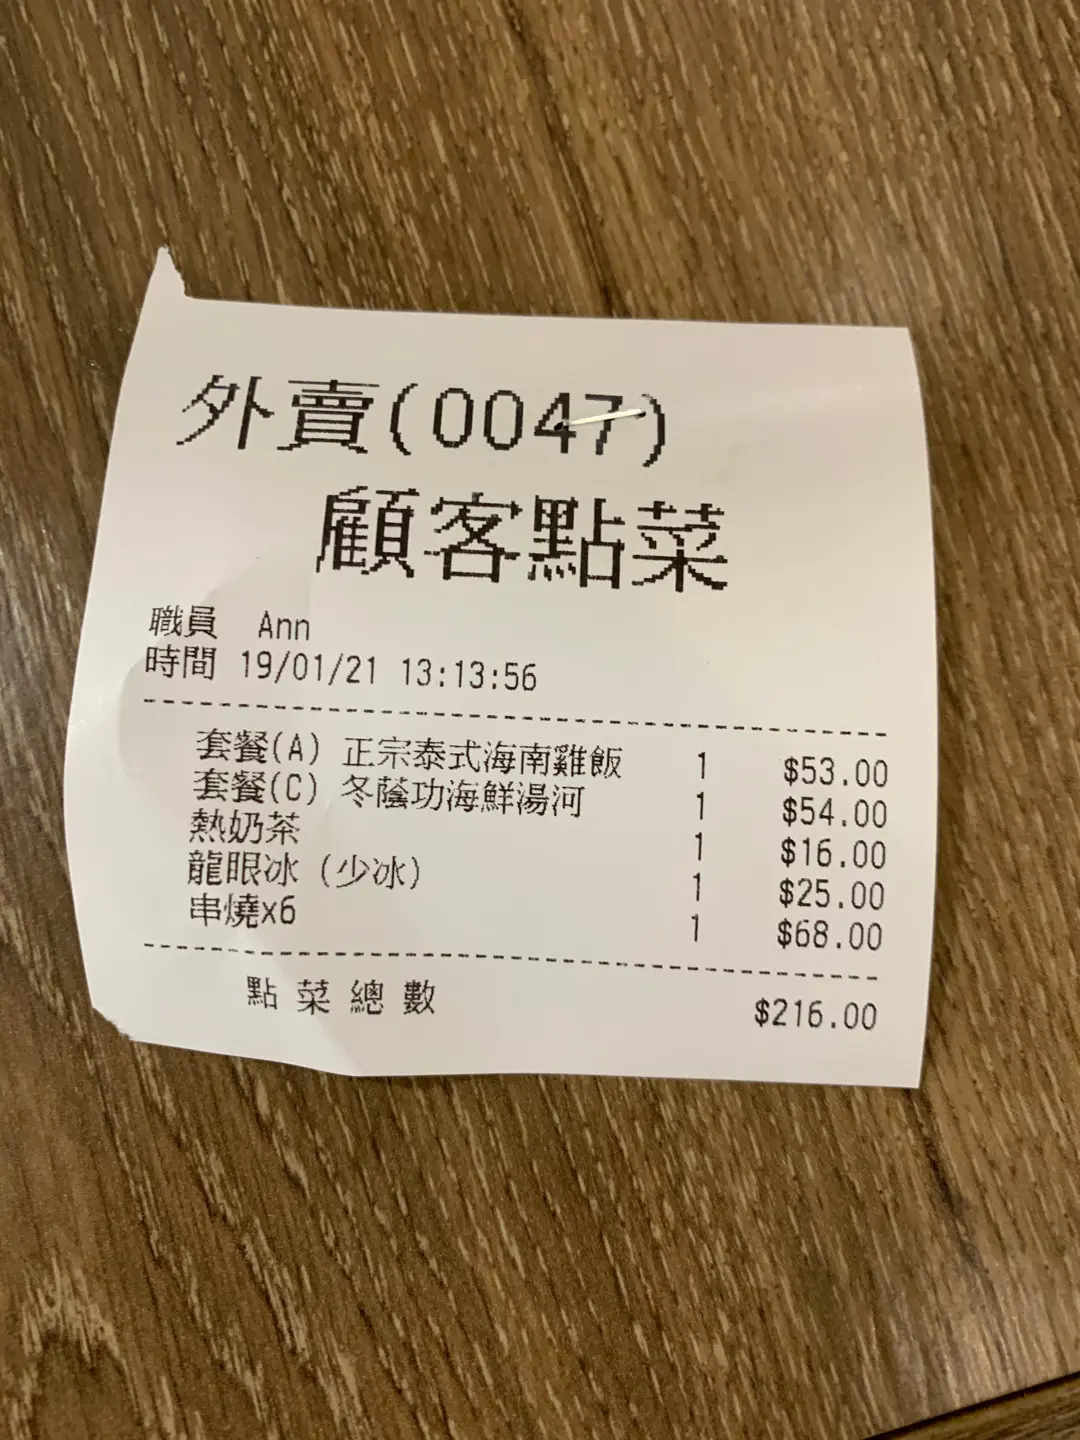 外賣(0047)
顧客點菜
職員 Ann
時間 19/01/21 13:13:56
套餐(A) 正宗泰式海南雞飯 1 $53.00
套餐(C) 冬蔭功海鮮湯河 1 $54.00
熱奶茶 1 $16.00
龍眼冰 (少冰) 1 $25.00
串燒x6 1 $68.00
點菜總數 $216.00